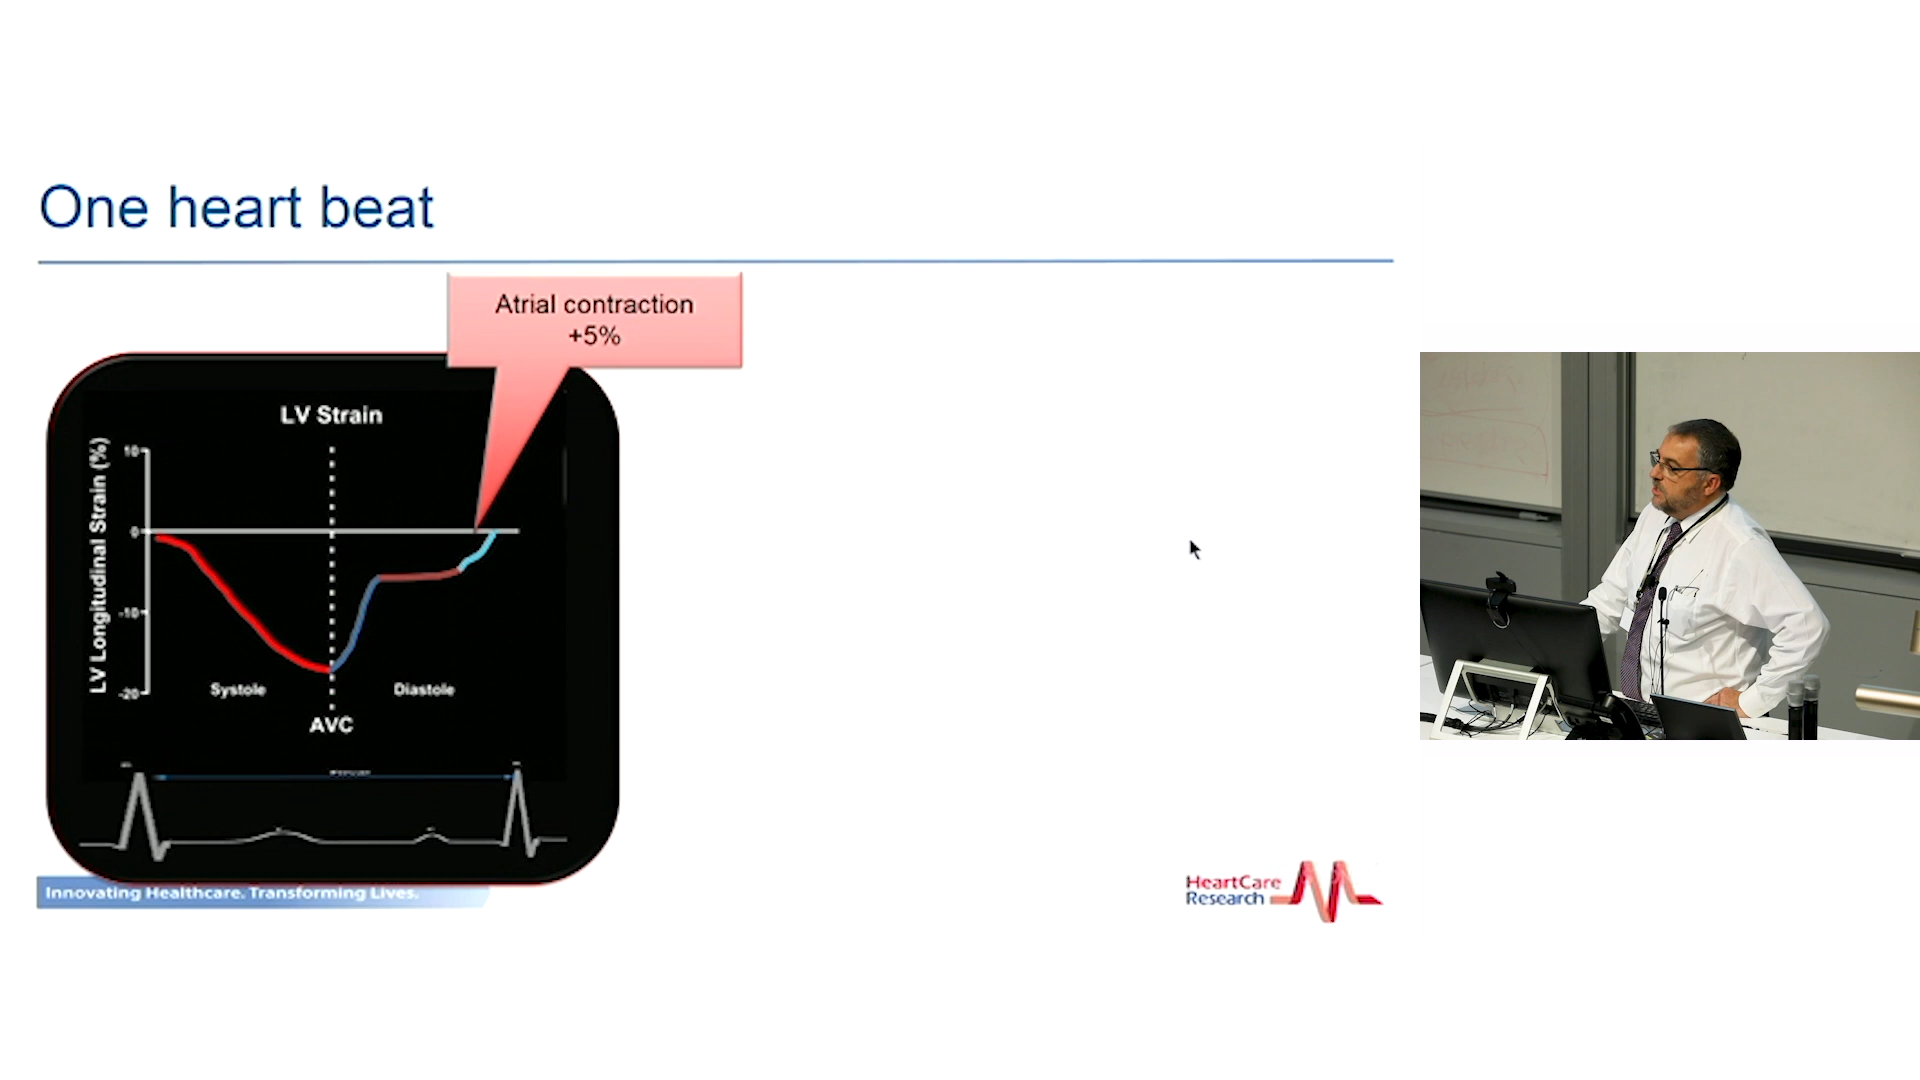 One heart beat
Atrial contraction
+5%
LV Strain
LV Longitudinal Strain (%)
10
0
-10
-20
Systole
Diastole
AVC
Innovating Healthcare. Transforming Lives.
HeartCare
Research